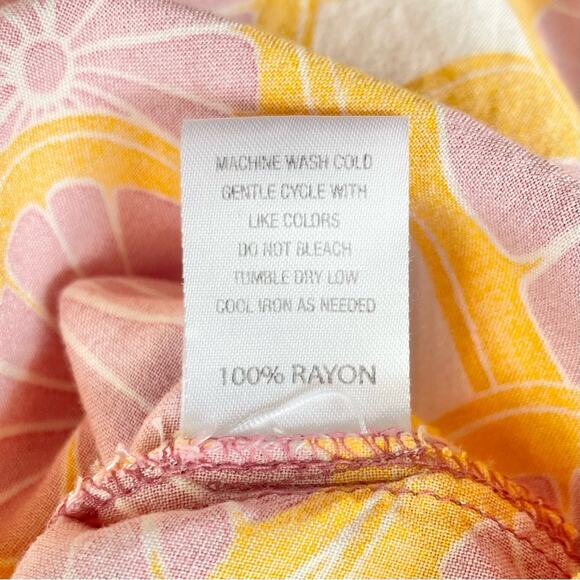 MACHINE WASH COLD
GENTLE CYCLE WITH
LIKE COLORS
DO NOT BLEACH
TUMBLE DRY LOW
COOL IRON AS NEEDED
100% RAYON